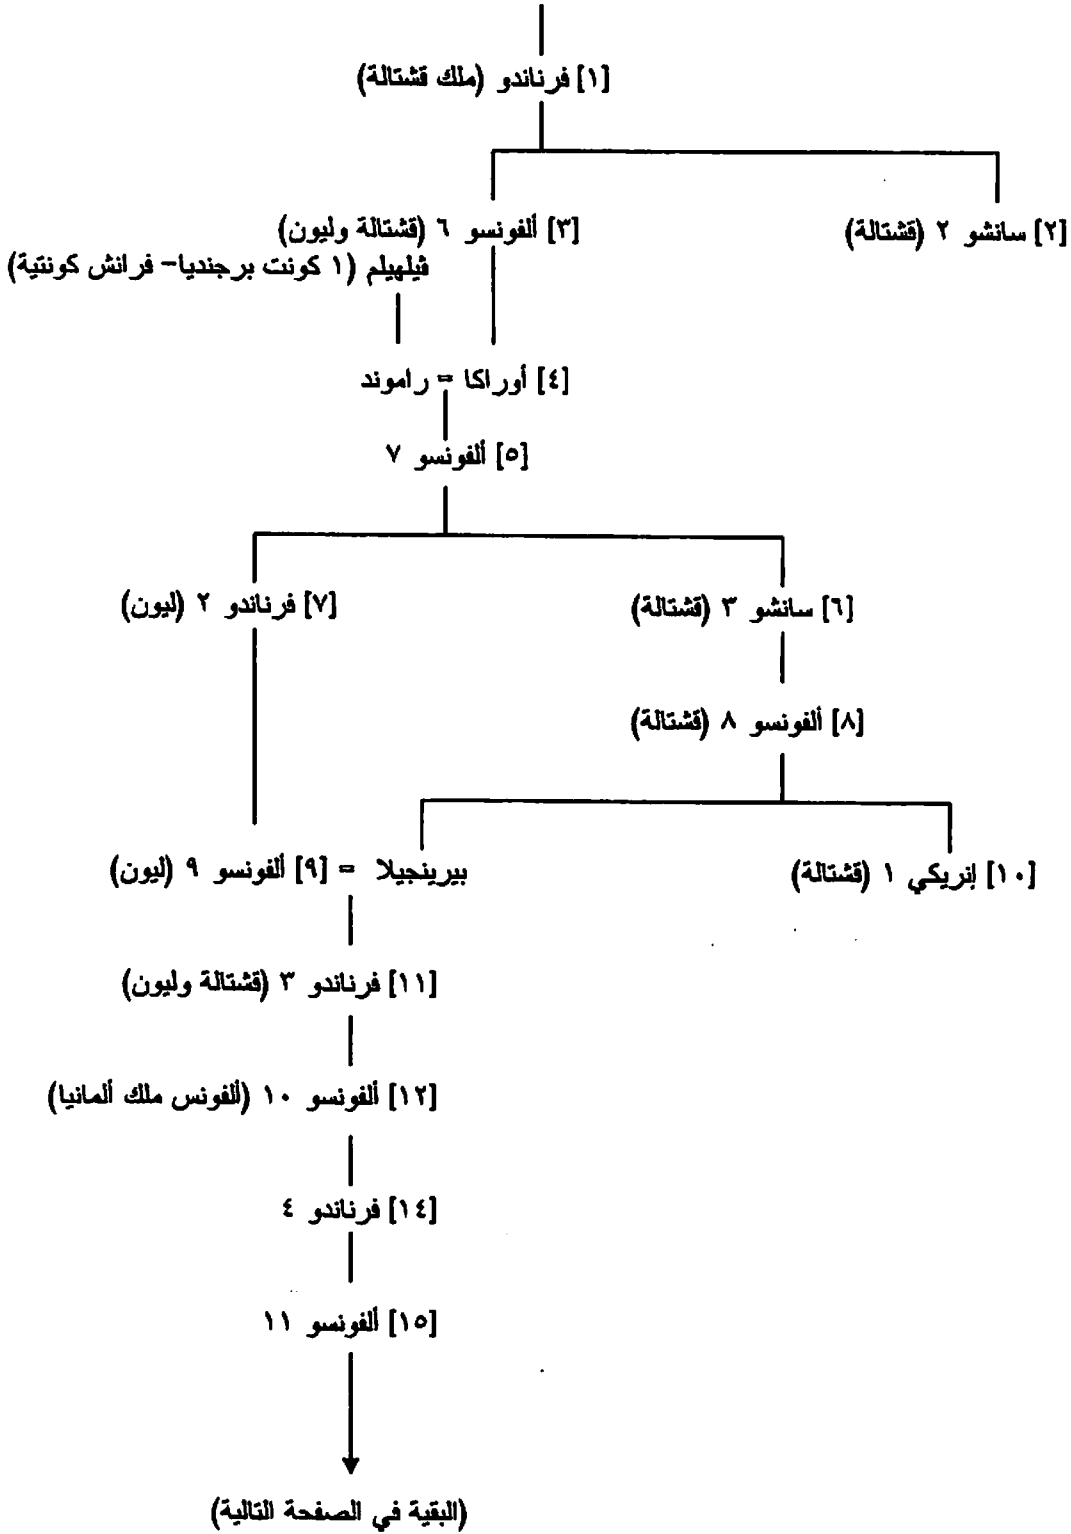 [١] فرناندو (ملك قشتالة)
[٢] سانشو ٢ (قشتالة)
[٣] ألفونسو ٦ (قشتالة وليون)
ڤيلهيلم (١ كونت برجنديا– فرانش كونتية)
[٤] أوراكا = راموند
[٥] ألفونسو ٧
[٦] سانشو ٣ (قشتالة)
[٧] فرناندو ٢ (ليون)
[٨] ألفونسو ٨ (قشتالة)
[١٠] إنريكي ١ (قشتالة)
بيرينجيلا = [٩] ألفونسو ٩ (ليون)
[١١] فرناندو ٣ (قشتالة وليون)
[١٢] ألفونسو ١٠ (ألفونس ملك ألمانيا)
[١٤] فرناندو ٤
[١٥] ألفونسو ١١
(البقية في الصفحة التالية)